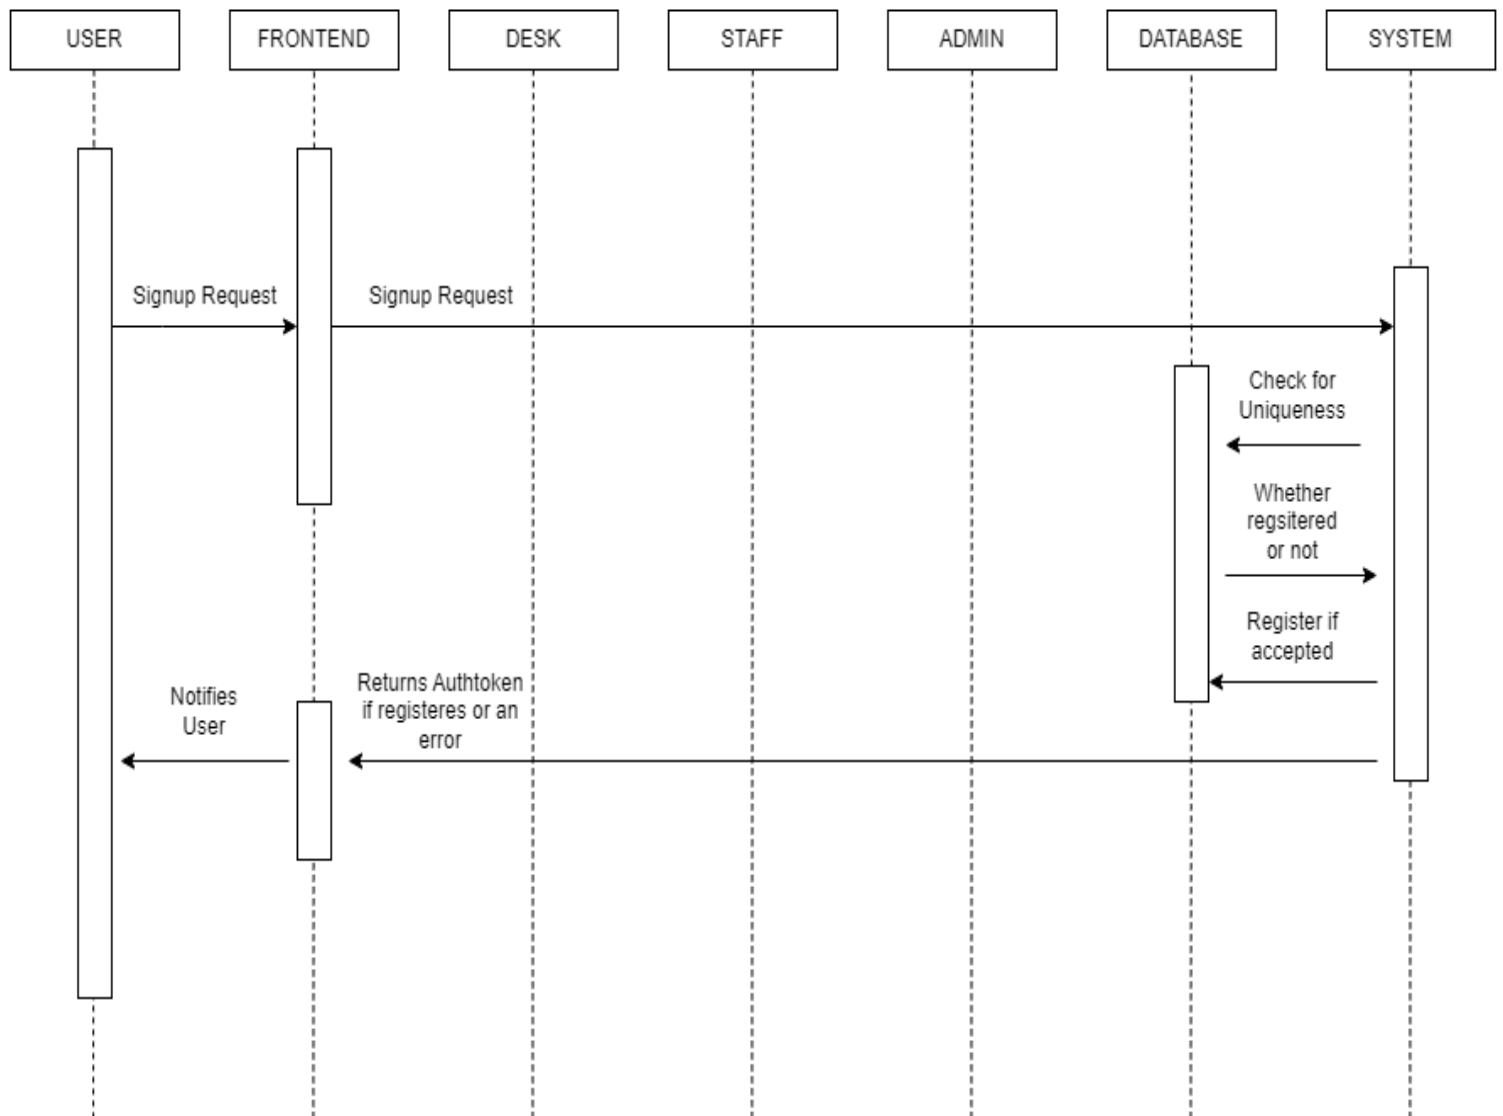 USER
FRONTEND
DESK
STAFF
ADMIN
DATABASE
SYSTEM
Signup Request
Signup Request
Check for
Uniqueness
Whether
regsitered
or not
Register if
accepted
Returns Authtoken
if registeres or an
error
Notifies
User